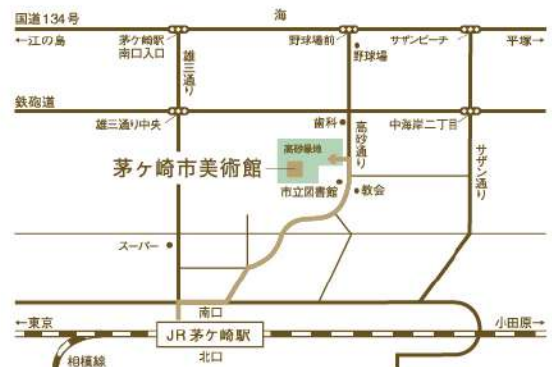 国道134号
海
←江の島
茅ケ崎駅
南口入口
雄三通り
野球場前
野球場
サザンビーチ
平塚→
鉄砲道
雄三通り中央
歯科
高砂通り
中海岸二丁目
サザン通り
高砂緑地
茅ヶ崎市美術館
市立図書館
教会
スーパー
南口
←東京
JR茅ケ崎駅
小田原→
北口
相模線